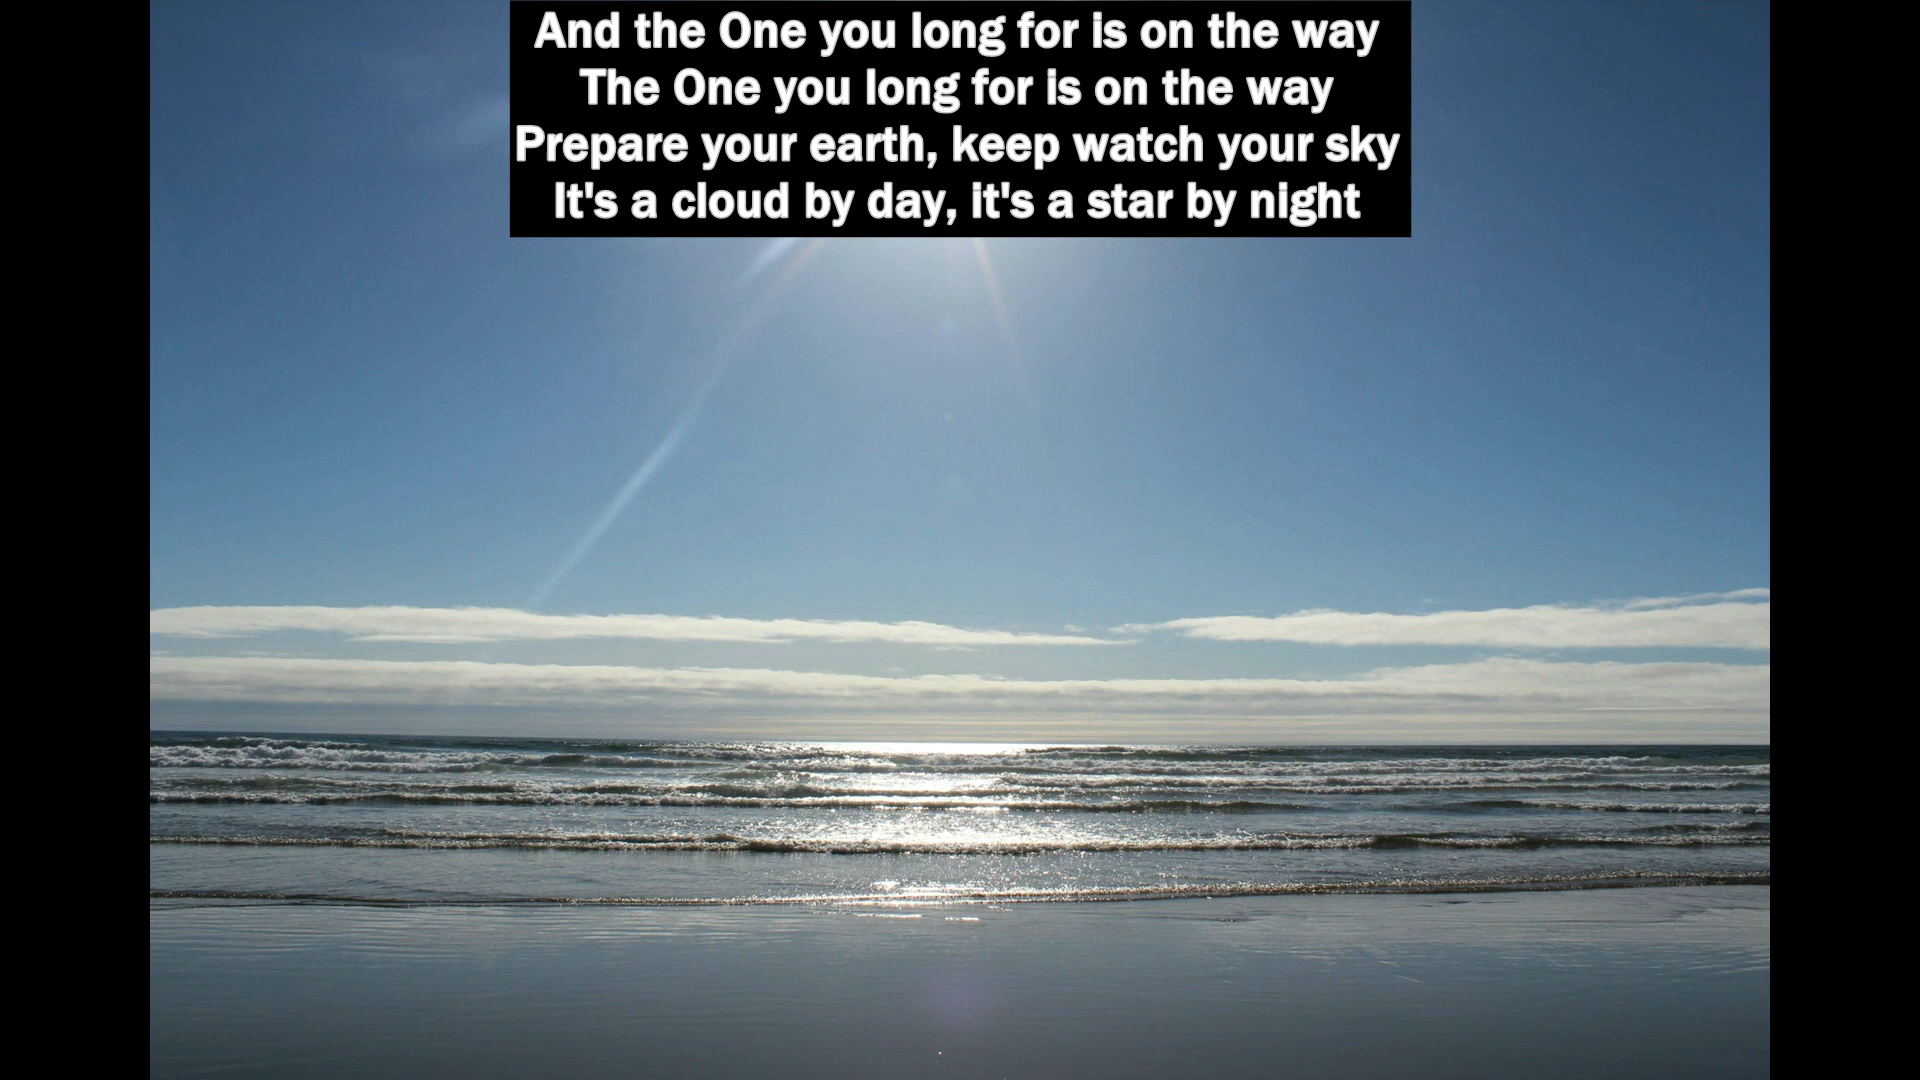 And the One you long for is on the way
The One you long for is on the way
Prepare your earth, keep watch your sky
It's a cloud by day, it's a star by night